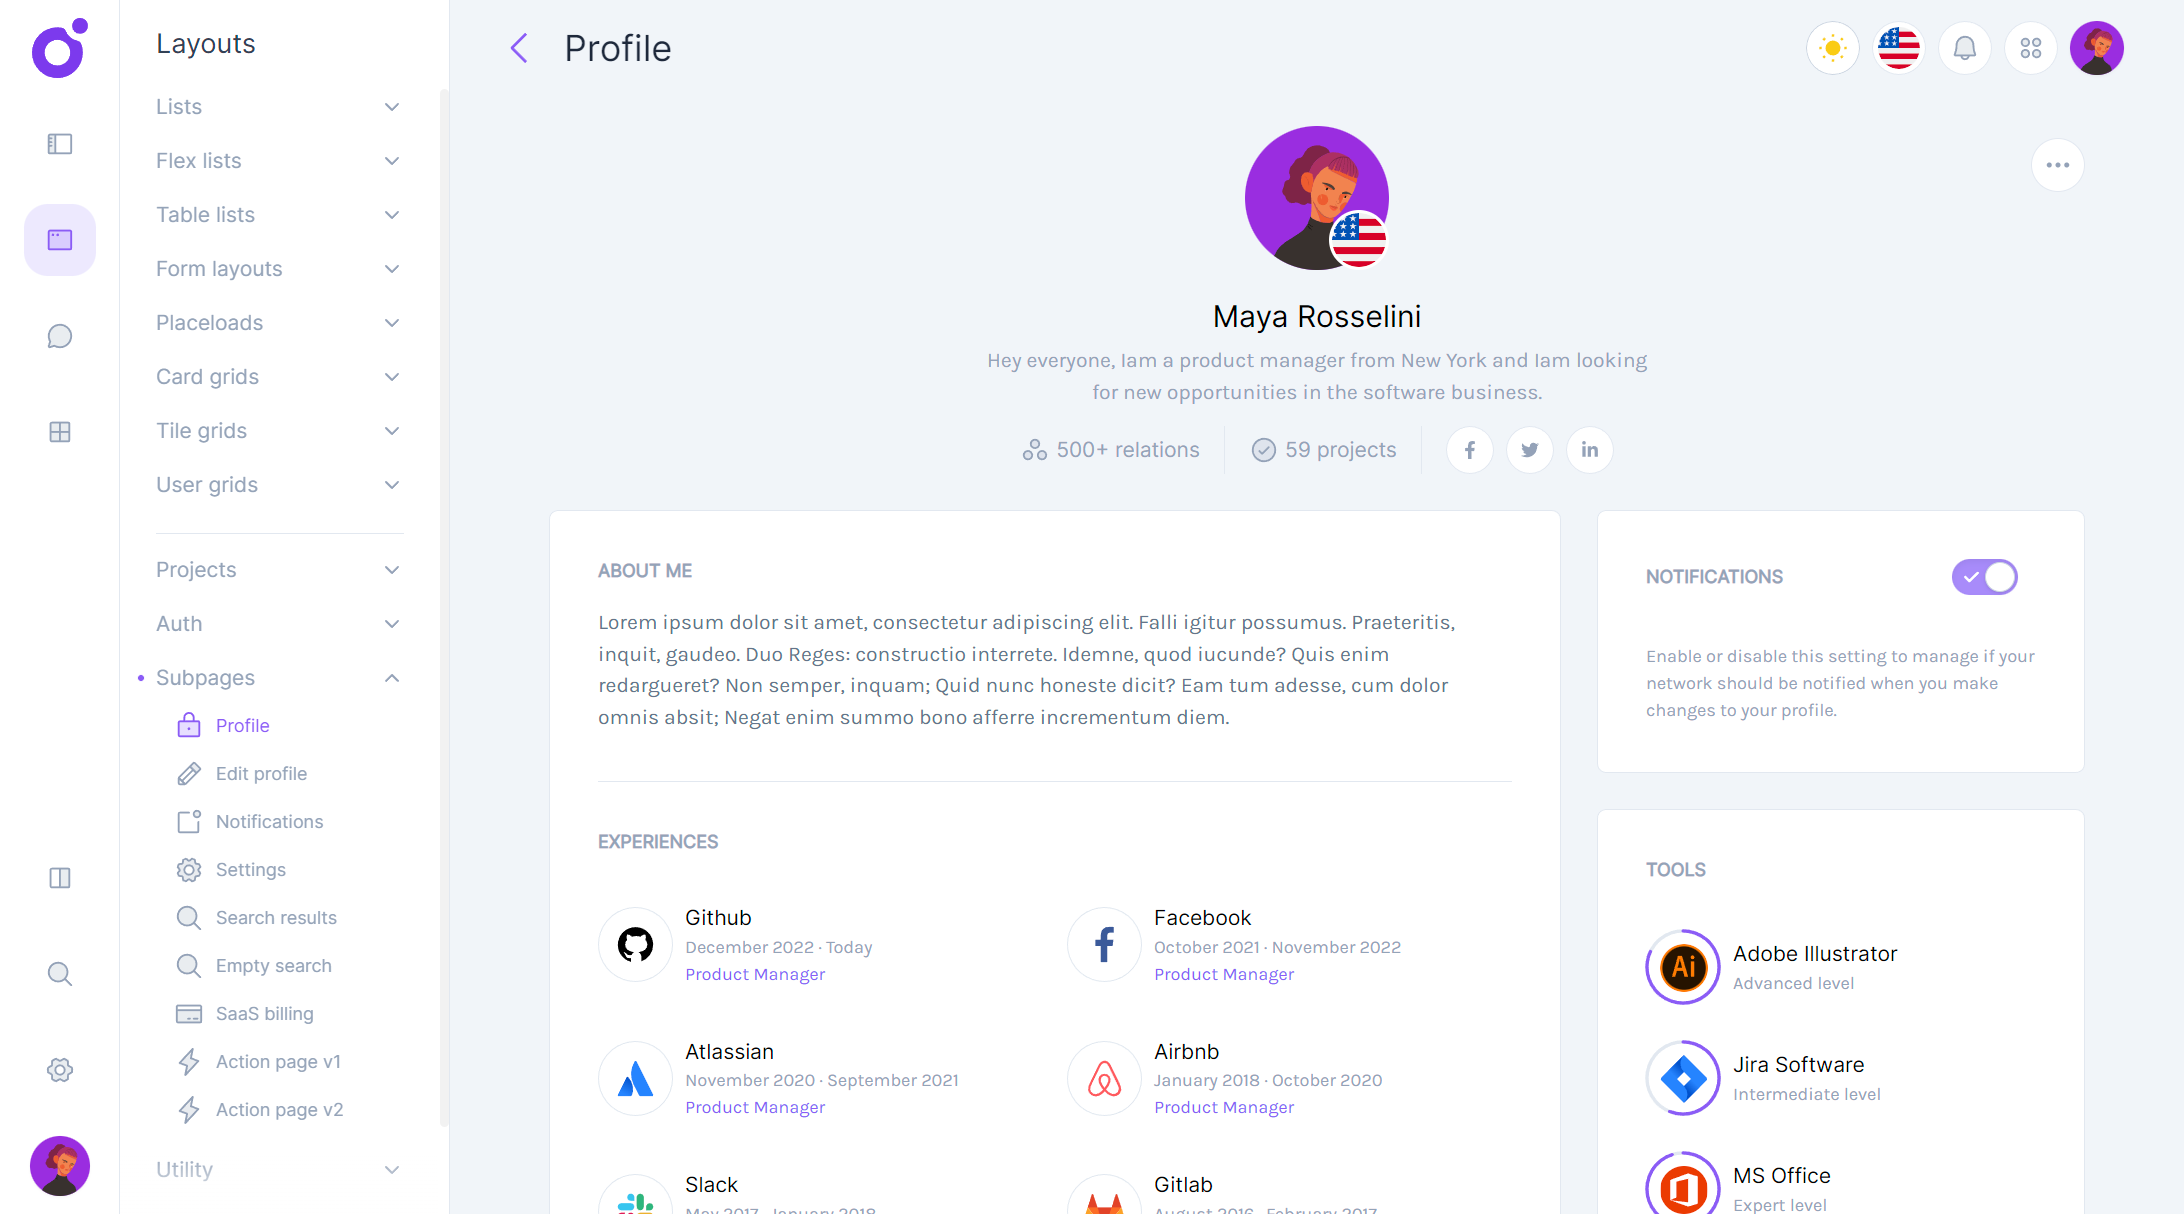 Layouts
Lists
Flex lists
Table lists
Form layouts
Placeloads
Card grids
Tile grids
User grids
Projects
Auth
Subpages
Profile
Edit profile
Notifications
Settings
Search results
Empty search
SaaS billing
Action page v1
Action page v2
Utility
Profile
Maya Rosselini
Hey everyone, Iam a product manager from New York and Iam looking
for new opportunities in the software business.
500+ relations
59 projects
ABOUT ME
Lorem ipsum dolor sit amet, consectetur adipiscing elit. Falli igitur possumus. Praeteritis,
inquit, gaudeo. Duo Reges: constructio interrete. Idemne, quod iucunde? Quis enim
redargueret? Non semper, inquam; Quid nunc honeste dicit? Eam tum adesse, cum dolor
omnis absit; Negat enim summo bono afferre incrementum diem.
EXPERIENCES
Github
December 2022 · Today
Product Manager
Facebook
October 2021 · November 2022
Product Manager
Atlassian
November 2020 · September 2021
Product Manager
Airbnb
January 2018 · October 2020
Product Manager
Slack
May 2017 · January 2018
Gitlab
August 2016 · February 2017
NOTIFICATIONS
Enable or disable this setting to manage if your
network should be notified when you make
changes to your profile.
TOOLS
Ai
Adobe Illustrator
Advanced level
Jira Software
Intermediate level
MS Office
Expert level